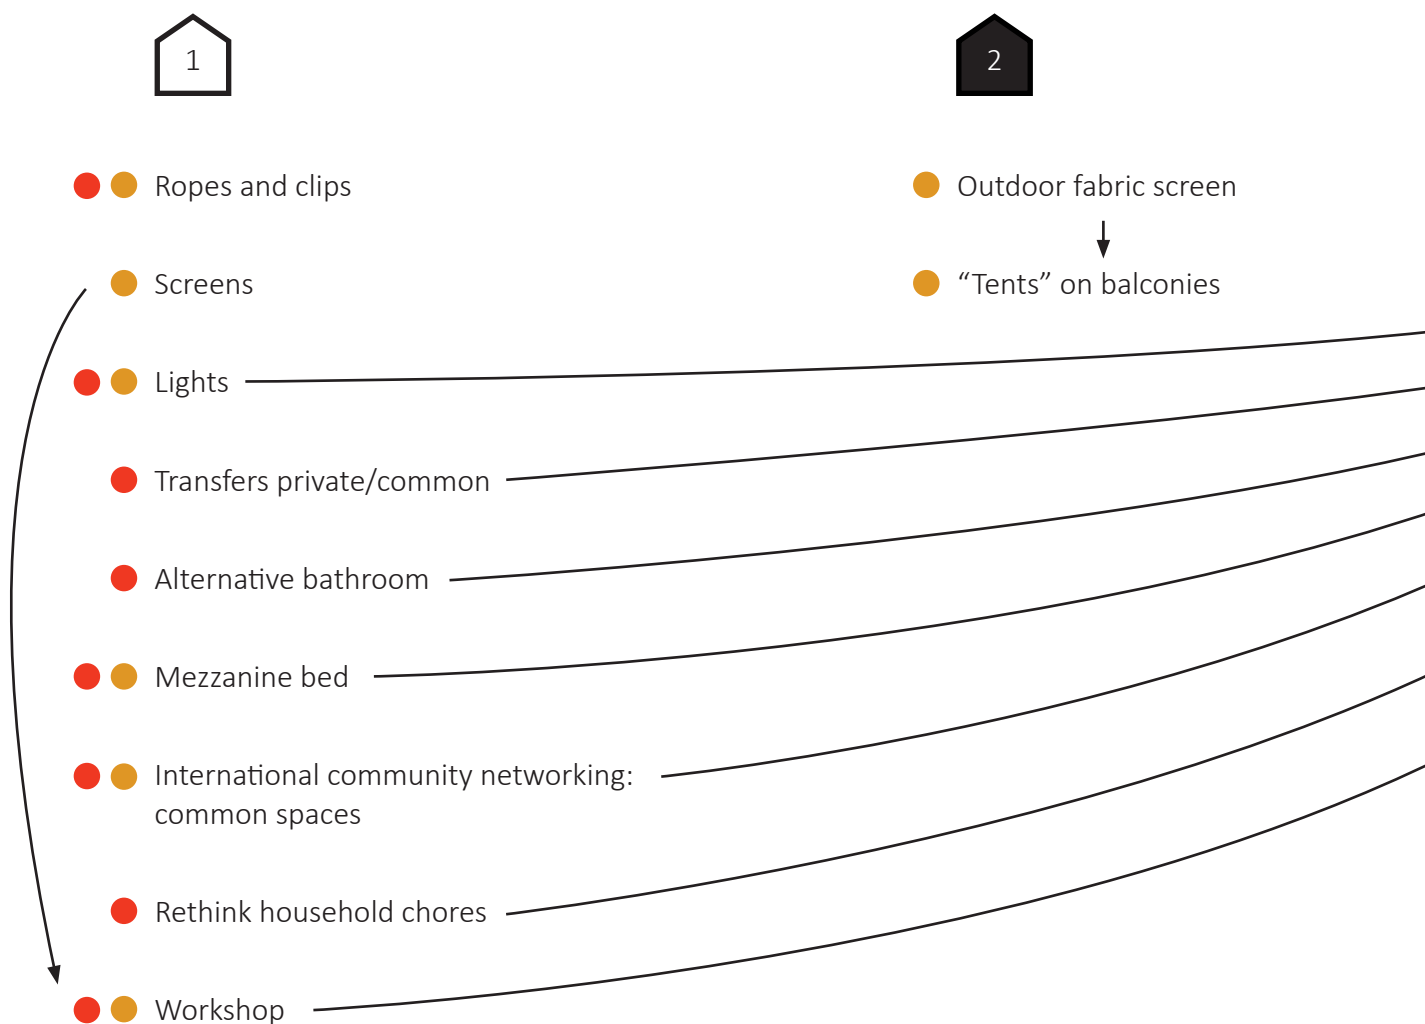 1
2
Ropes and clips
Screens
Lights
Transfers private/common
Alternative bathroom
Mezzanine bed
International community networking:
common spaces
Rethink household chores
Workshop
Outdoor fabric screen
“Tents” on balconies